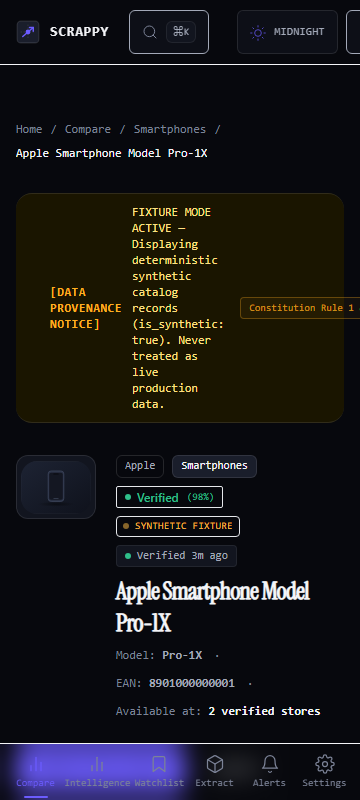 SCRAPPY ⌘K MIDNIGHT
Home / Compare / Smartphones /
Apple Smartphone Model Pro-1X
[DATA PROVENANCE NOTICE]
FIXTURE MODE
ACTIVE —
Displaying
deterministic
synthetic
catalog
records
(is_synthetic:
true). Never
treated as
live
production
data.
Constitution Rule 1
Apple Smartphones
Verified (98%)
SYNTHETIC FIXTURE
Verified 3m ago
Apple Smartphone Model
Pro-1X
Model: Pro-1X ·
EAN: 8901000000001 ·
Available at: 2 verified stores
Compare Intelligence Watchlist Extract Alerts Settings